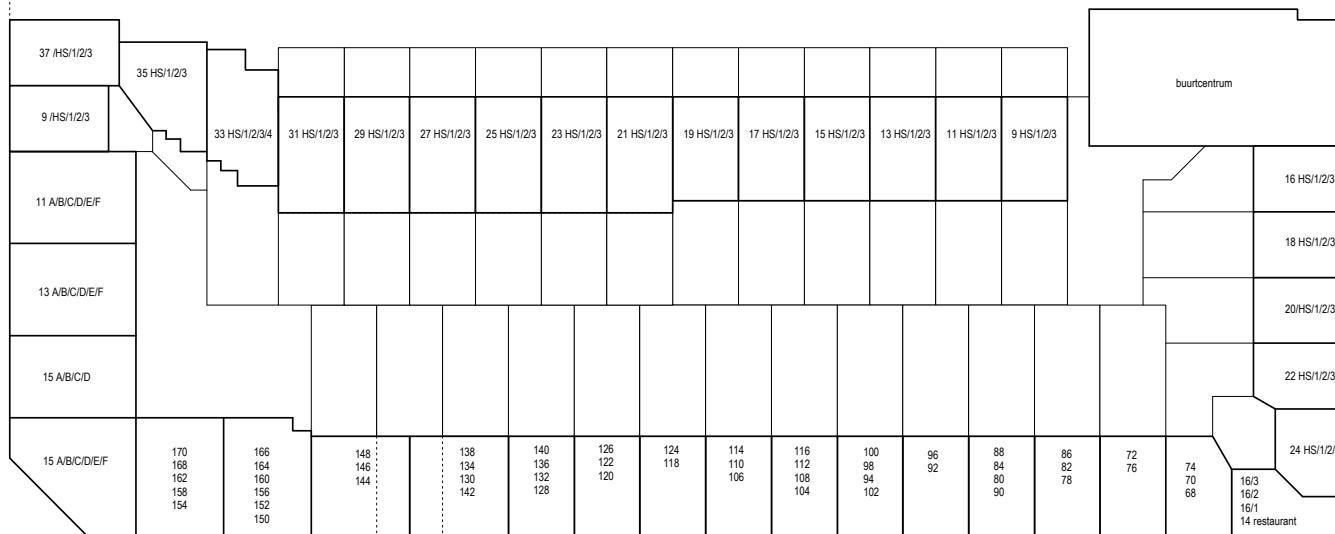 37 /HS/1/2/3
35 HS/1/2/3
buurtcentrum
9 /HS/1/2/3
33 HS/1/2/3/4
31 HS/1/2/3
29 HS/1/2/3
27 HS/1/2/3
25 HS/1/2/3
23 HS/1/2/3
21 HS/1/2/3
19 HS/1/2/3
17 HS/1/2/3
15 HS/1/2/3
13 HS/1/2/3
11 HS/1/2/3
9 HS/1/2/3
16 HS/1/2/3
11 A/B/C/D/E/F
18 HS/1/2/3
13 A/B/C/D/E/F
20/HS/1/2/3
15 A/B/C/D
22 HS/1/2/3
15 A/B/C/D/E/F
170
168
162
158
154
166
164
160
156
152
150
148
146
144
138
134
130
142
140
136
132
128
126
122
120
124
118
114
110
106
116
112
108
104
100
98
94
102
96
92
88
84
80
90
86
82
78
72
76
74
70
68
24 HS/1/2/
16/3
16/2
16/1
14 restaurant